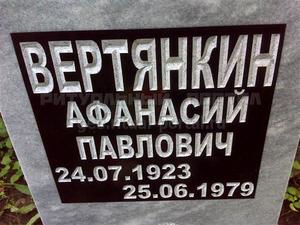 ВЕРТЯНКИН
АФАНАСИЙ
ПАВЛОВИЧ
24.07.1923
25.06.1979